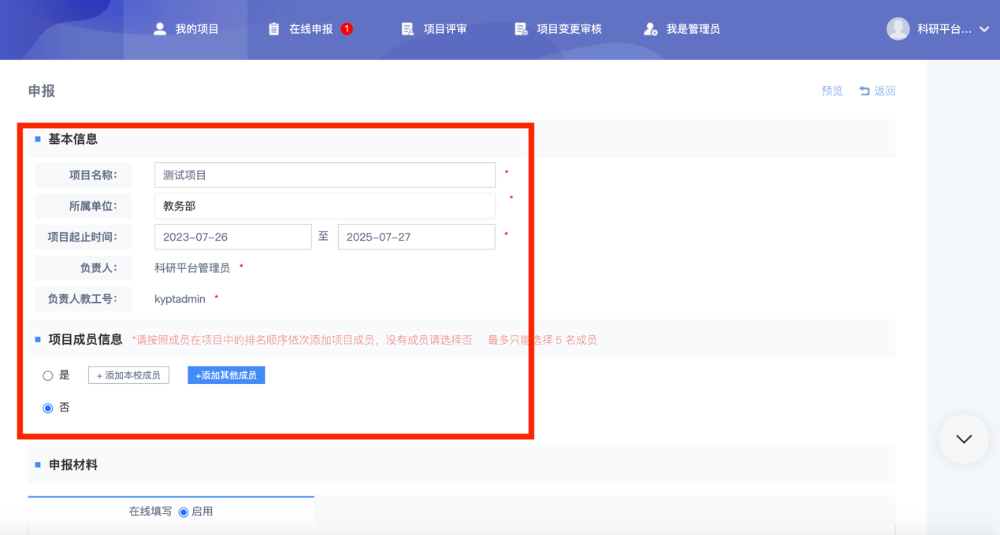 我的项目 在线申报 1 项目评审 项目变更审核 我是管理员 科研平台...
申报 预览 返回
基本信息
项目名称: 测试项目 *
所属单位: 教务部 *
项目起止时间: 2023-07-26 至 2025-07-27 *
负责人: 科研平台管理员 *
负责人教工号: kyptadmin *
项目成员信息 *请按照成员在项目中的排名顺序依次添加项目成员，没有成员请选择否 最多只能选择 5 名成员
是 + 添加本校成员 +添加其他成员
否
申报材料
在线填写 启用